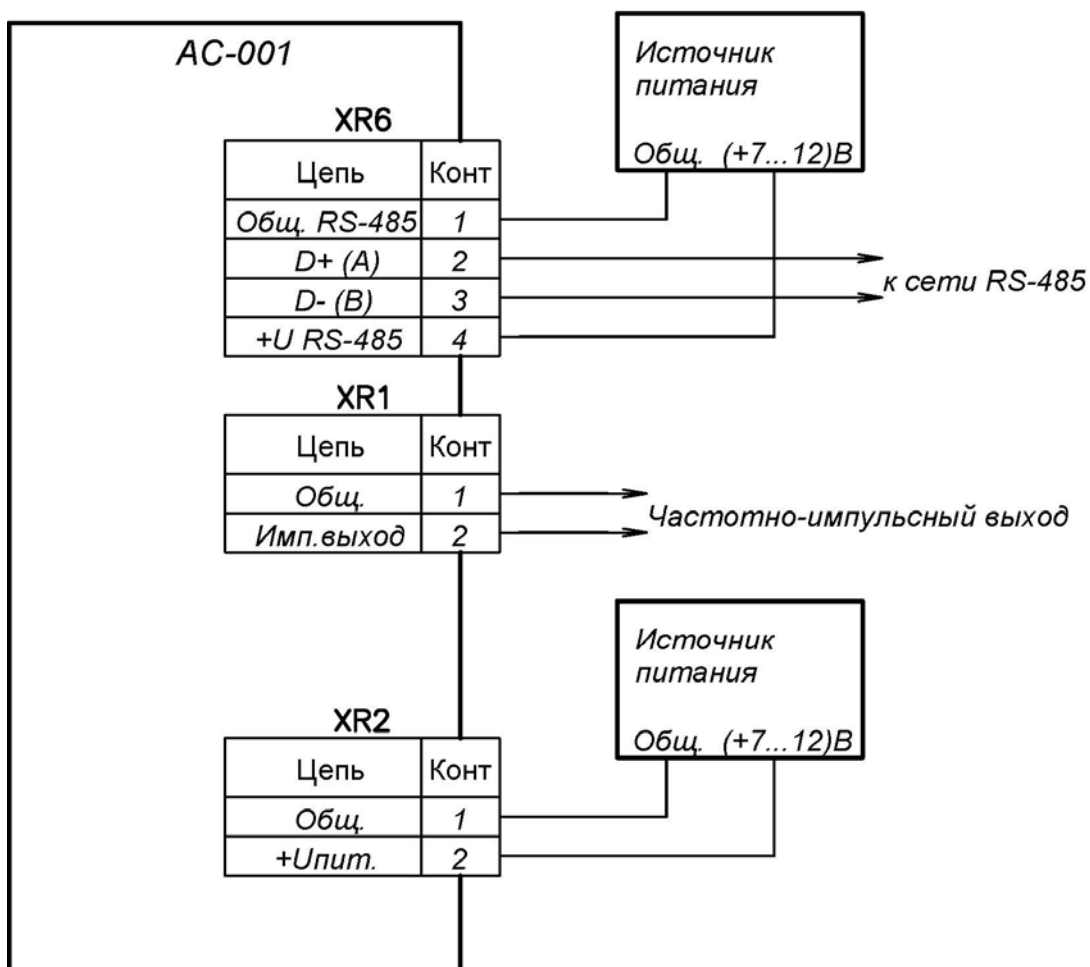 АС-001
Источник
питания
Общ. (+7...12)В
XR6
Цепь Конт
Общ. RS-485 1
D+ (A) 2
D- (B) 3
+U RS-485 4
к сети RS-485
XR1
Цепь Конт
Общ. 1
Имп.выход 2
Частотно-импульсный выход
Источник
питания
Общ. (+7...12)В
XR2
Цепь Конт
Общ. 1
+Uпит. 2